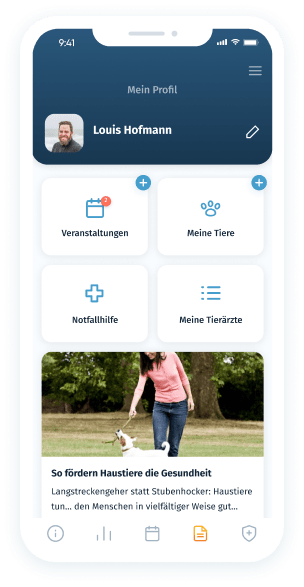 9:41
Mein Profil
Louis Hofmann
Veranstaltungen
Meine Tiere
Notfallhilfe
Meine Tierärzte
So fördern Haustiere die Gesundheit
Langstreckengeher statt Stubenhocker: Haustiere
tun... den Menschen in vielfältiger Weise gut...